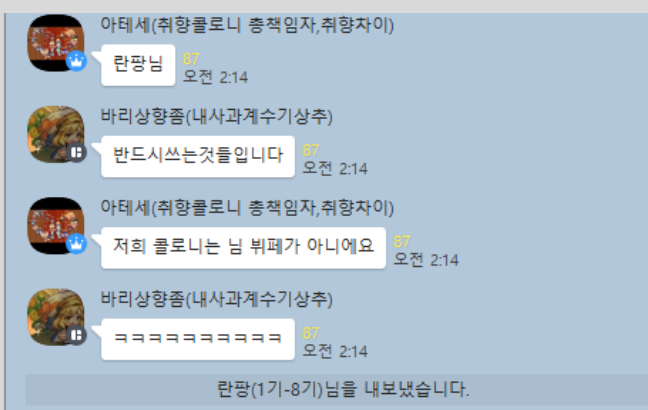 아테세(취향콜로니 총책임자,취향차이)
란팡님
87
오전 2:14
바리상향좀(내사과계수기상추)
반드시쓰는것들입니다
87
오전 2:14
아테세(취향콜로니 총책임자,취향차이)
저희 콜로니는 님 뷔페가 아니에요
87
오전 2:14
바리상향좀(내사과계수기상추)
ㅋㅋㅋㅋㅋㅋㅋㅋㅋㅋ
87
오전 2:14
란팡(1기-8기)님을 내보냈습니다.